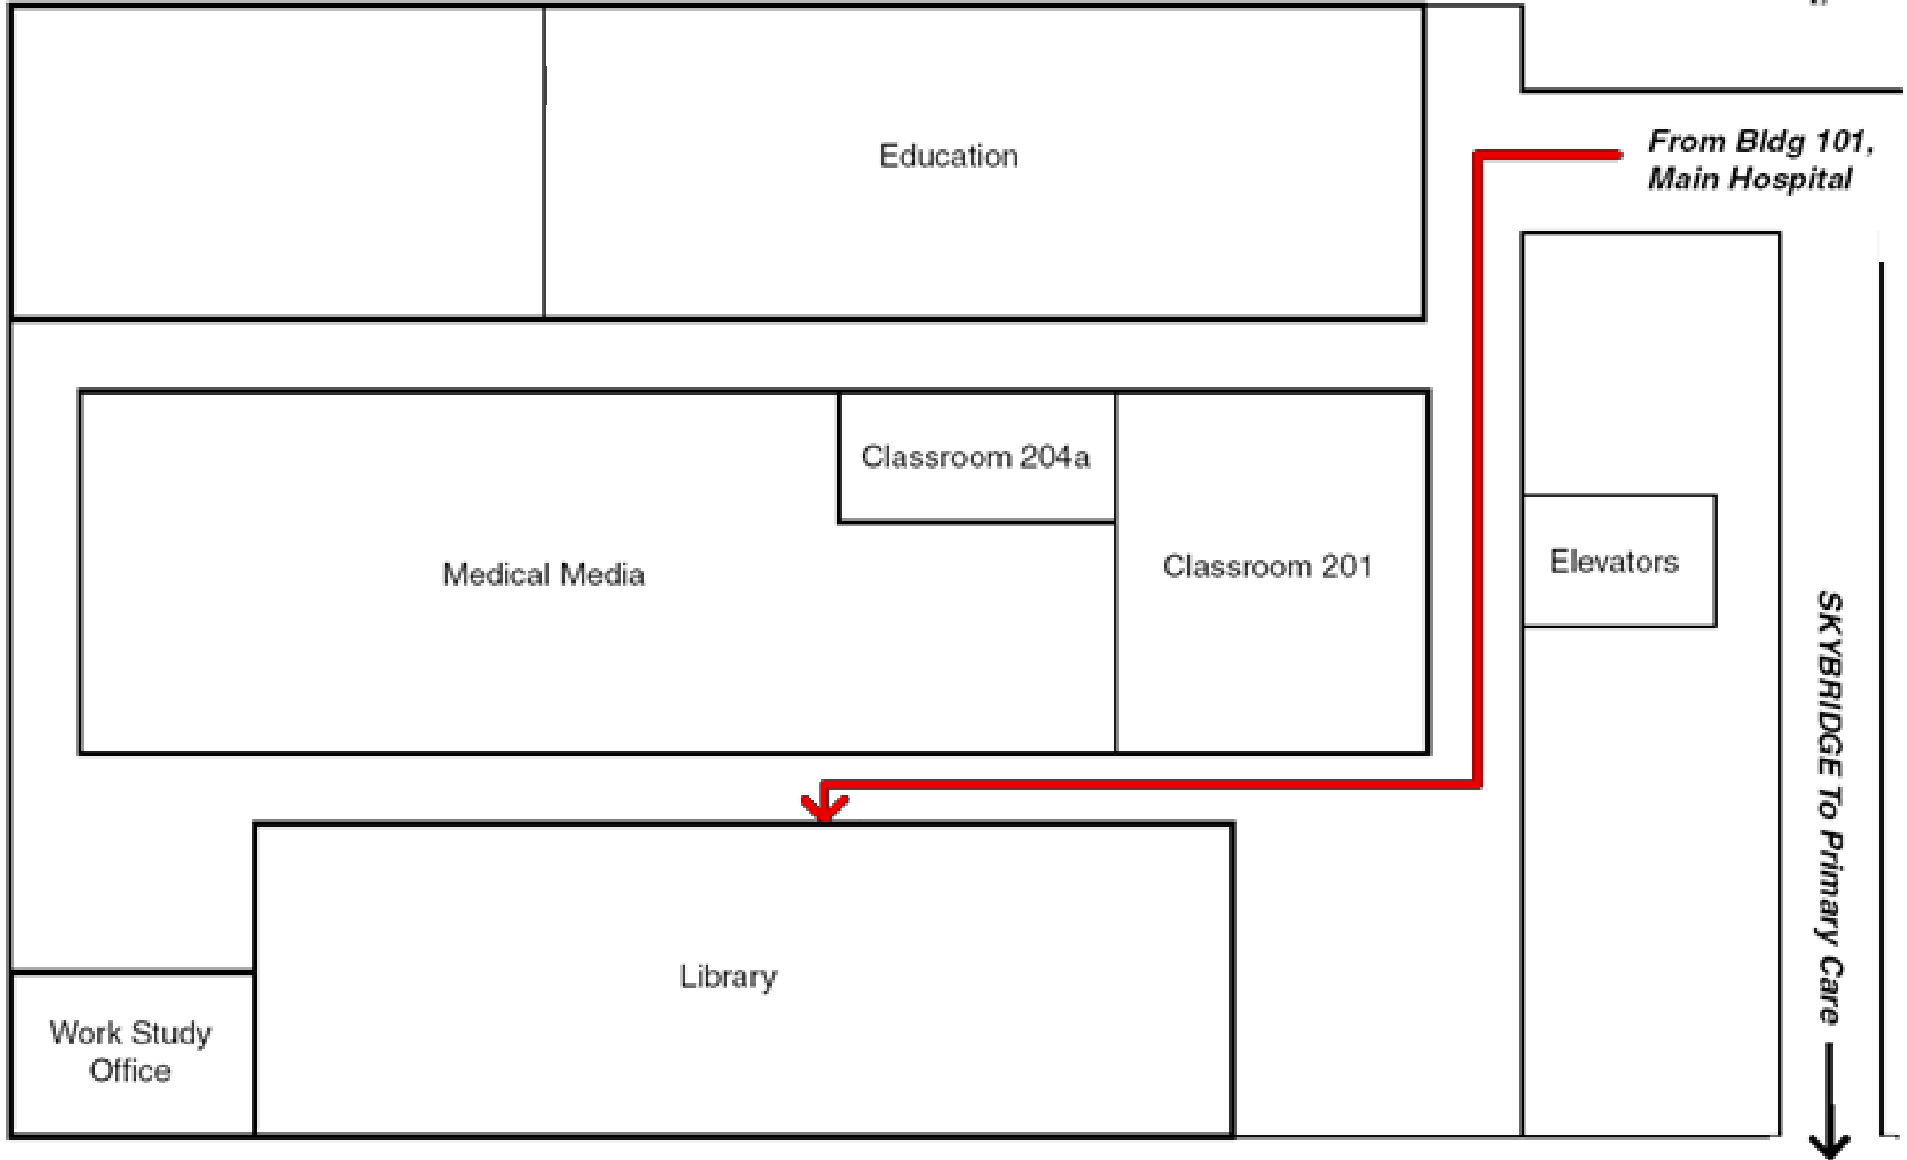 Education
From Bldg 101,
Main Hospital
Classroom 204a
Medical Media
Classroom 201
Elevators
SKYBRIDGE To Primary Care
Library
Work Study
Office